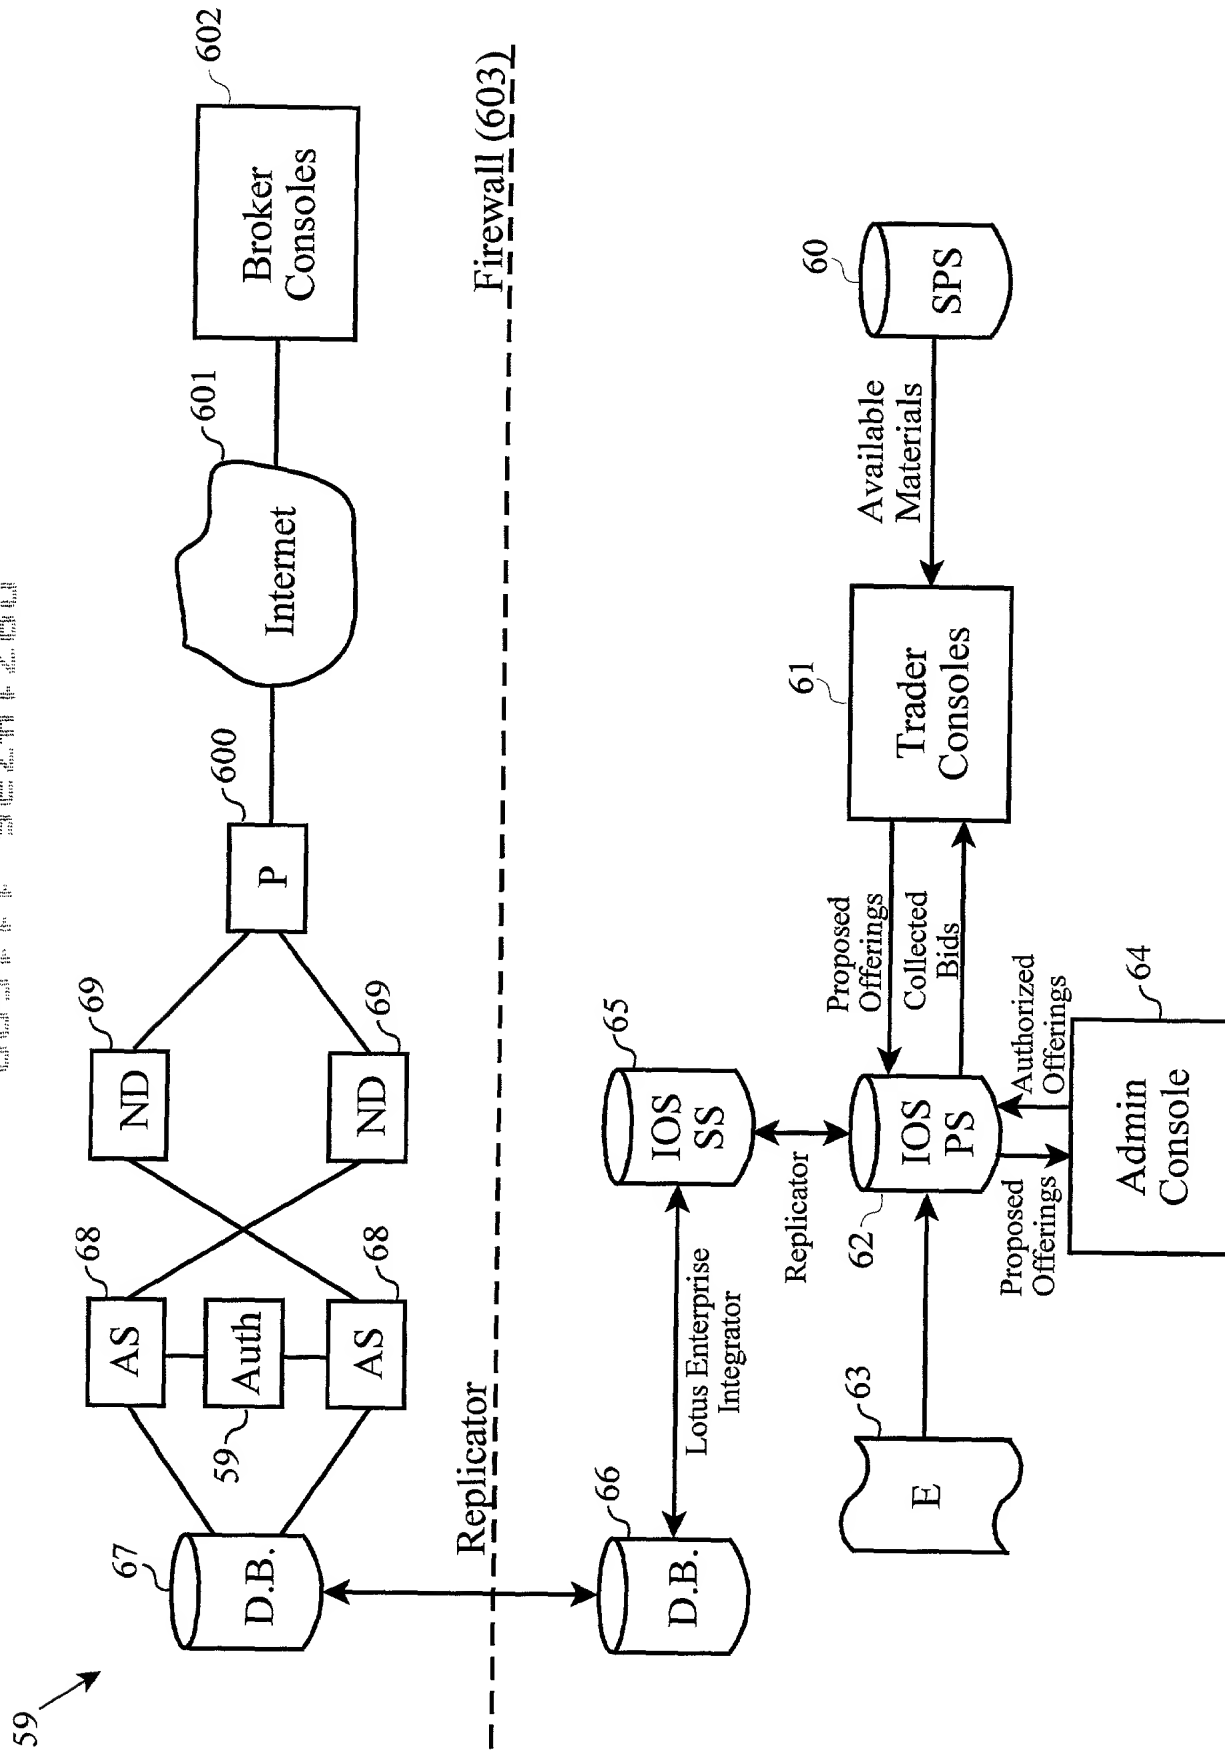 59
67
D.B.
AS
68
Auth
59
AS
68
ND
69
ND
69
P
600
Internet
601
Broker
Consoles
602
Replicator
Firewall (603)
66
D.B.
Lotus Enterprise
Integrator
IOS
SS
65
Replicator
63
E
62
IOS
PS
Proposed
Offerings
Authorized
Offerings
Admin
Console
64
Proposed
Offerings
Collected
Bids
61
Trader
Consoles
Available
Materials
60
SPS